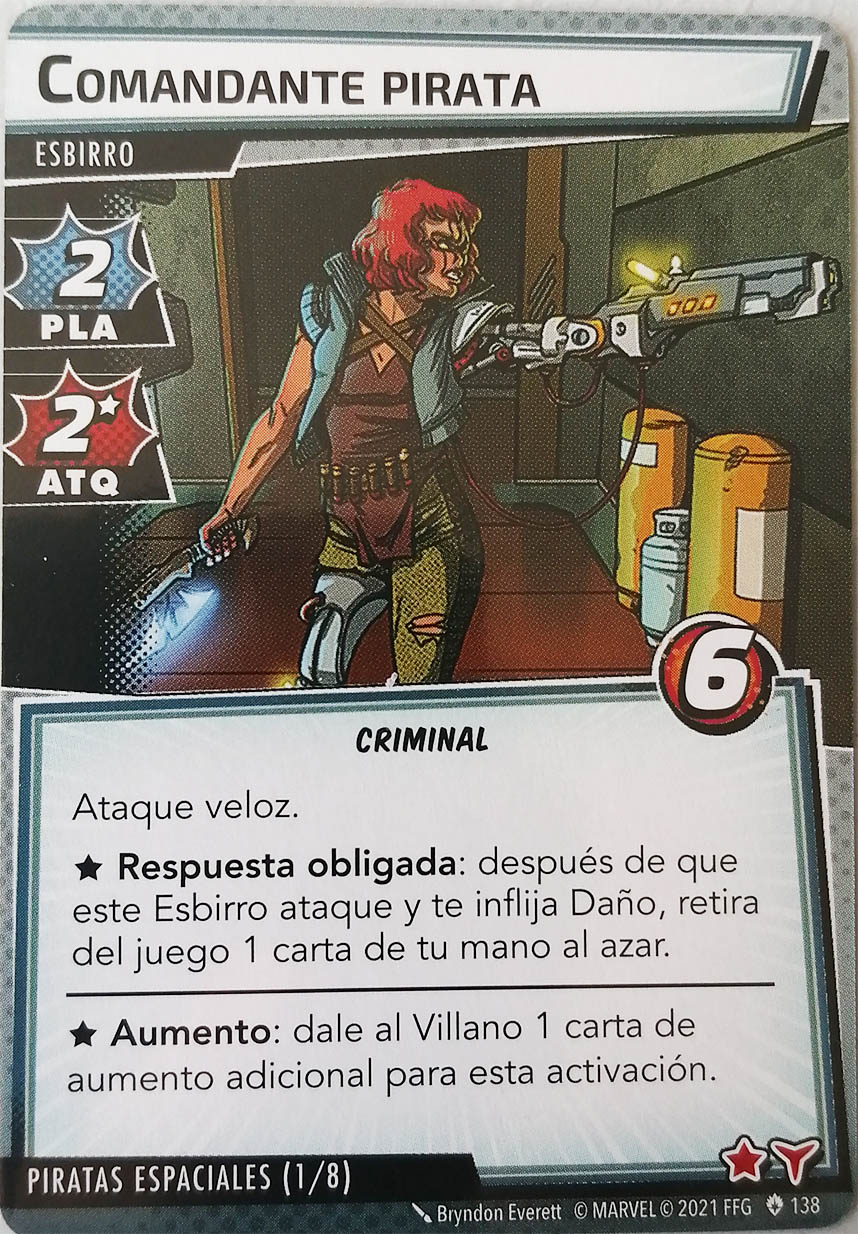 COMANDANTE PIRATA
ESBIRRO
2
PLA
2★
ATQ
6
CRIMINAL
Ataque veloz.
★ Respuesta obligada: después de que
este Esbirro ataque y te inflija Daño, retira
del juego 1 carta de tu mano al azar.
★ Aumento: dale al Villano 1 carta de
aumento adicional para esta activación.
PIRATAS ESPACIALES (1/8)
Bryndon Everett © MARVEL © 2021 FFG 138